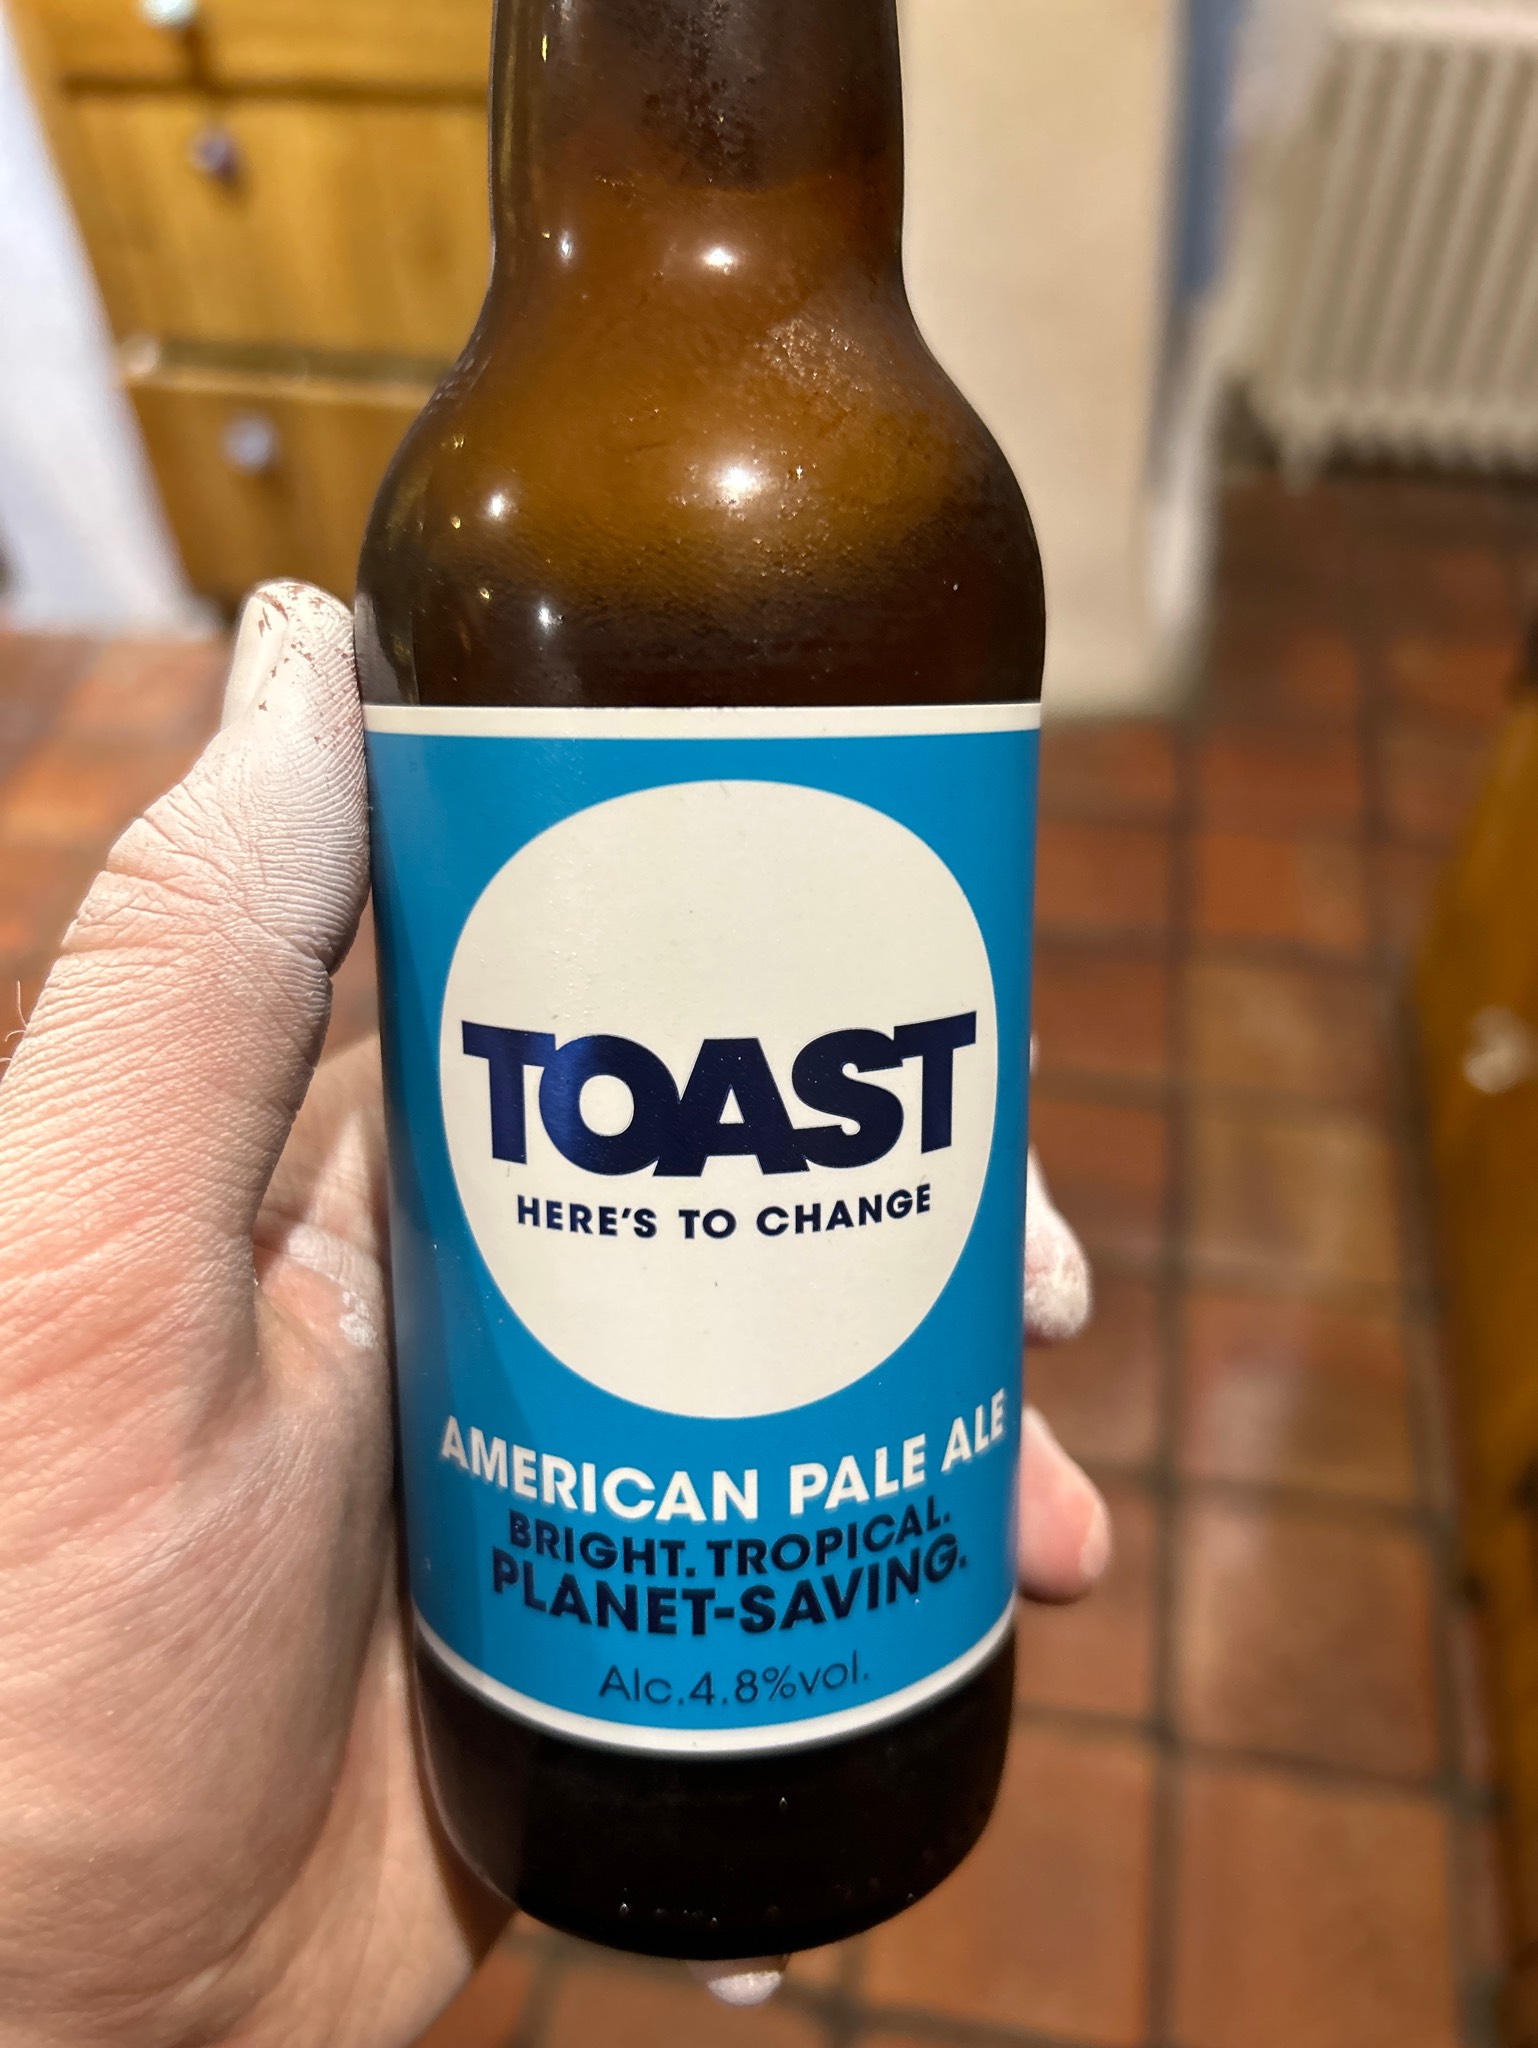 TOAST
HERE'S TO CHANGE
AMERICAN PALE ALE
BRIGHT. TROPICAL.
PLANET-SAVING.
Alc.4.8%vol.